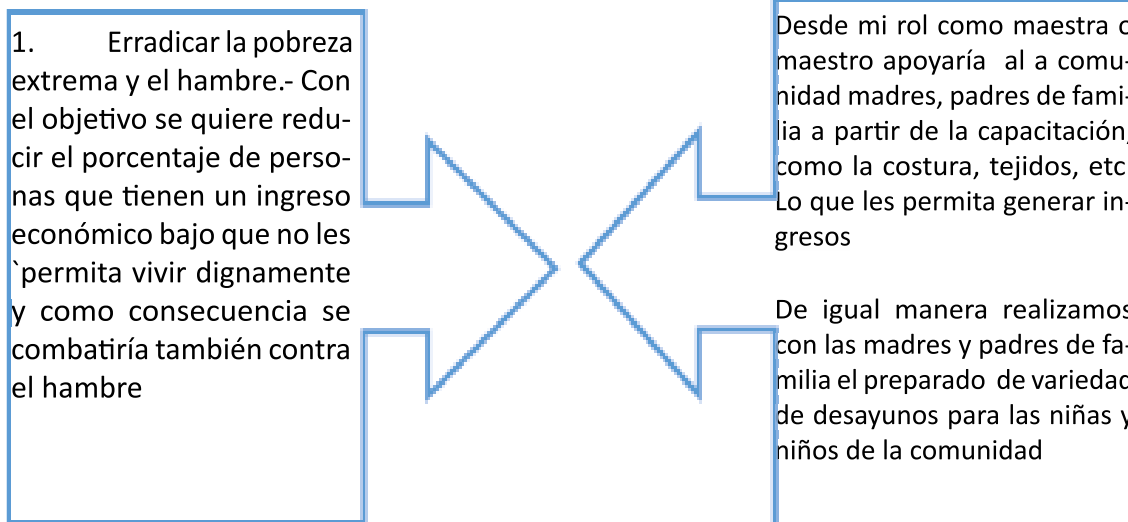 1. Erradicar la pobreza
extrema y el hambre.- Con
el objetivo se quiere redu-
cir el porcentaje de perso-
nas que tienen un ingreso
económico bajo que no les
`permita vivir dignamente
y como consecuencia se
combatiría también contra
el hambre
Desde mi rol como maestra o
maestro apoyaría al a comu-
nidad madres, padres de fami-
lia a partir de la capacitación,
como la costura, tejidos, etc
Lo que les permita generar in-
gresos
De igual manera realizamos
con las madres y padres de fa-
milia el preparado de variedad
de desayunos para las niñas y
niños de la comunidad